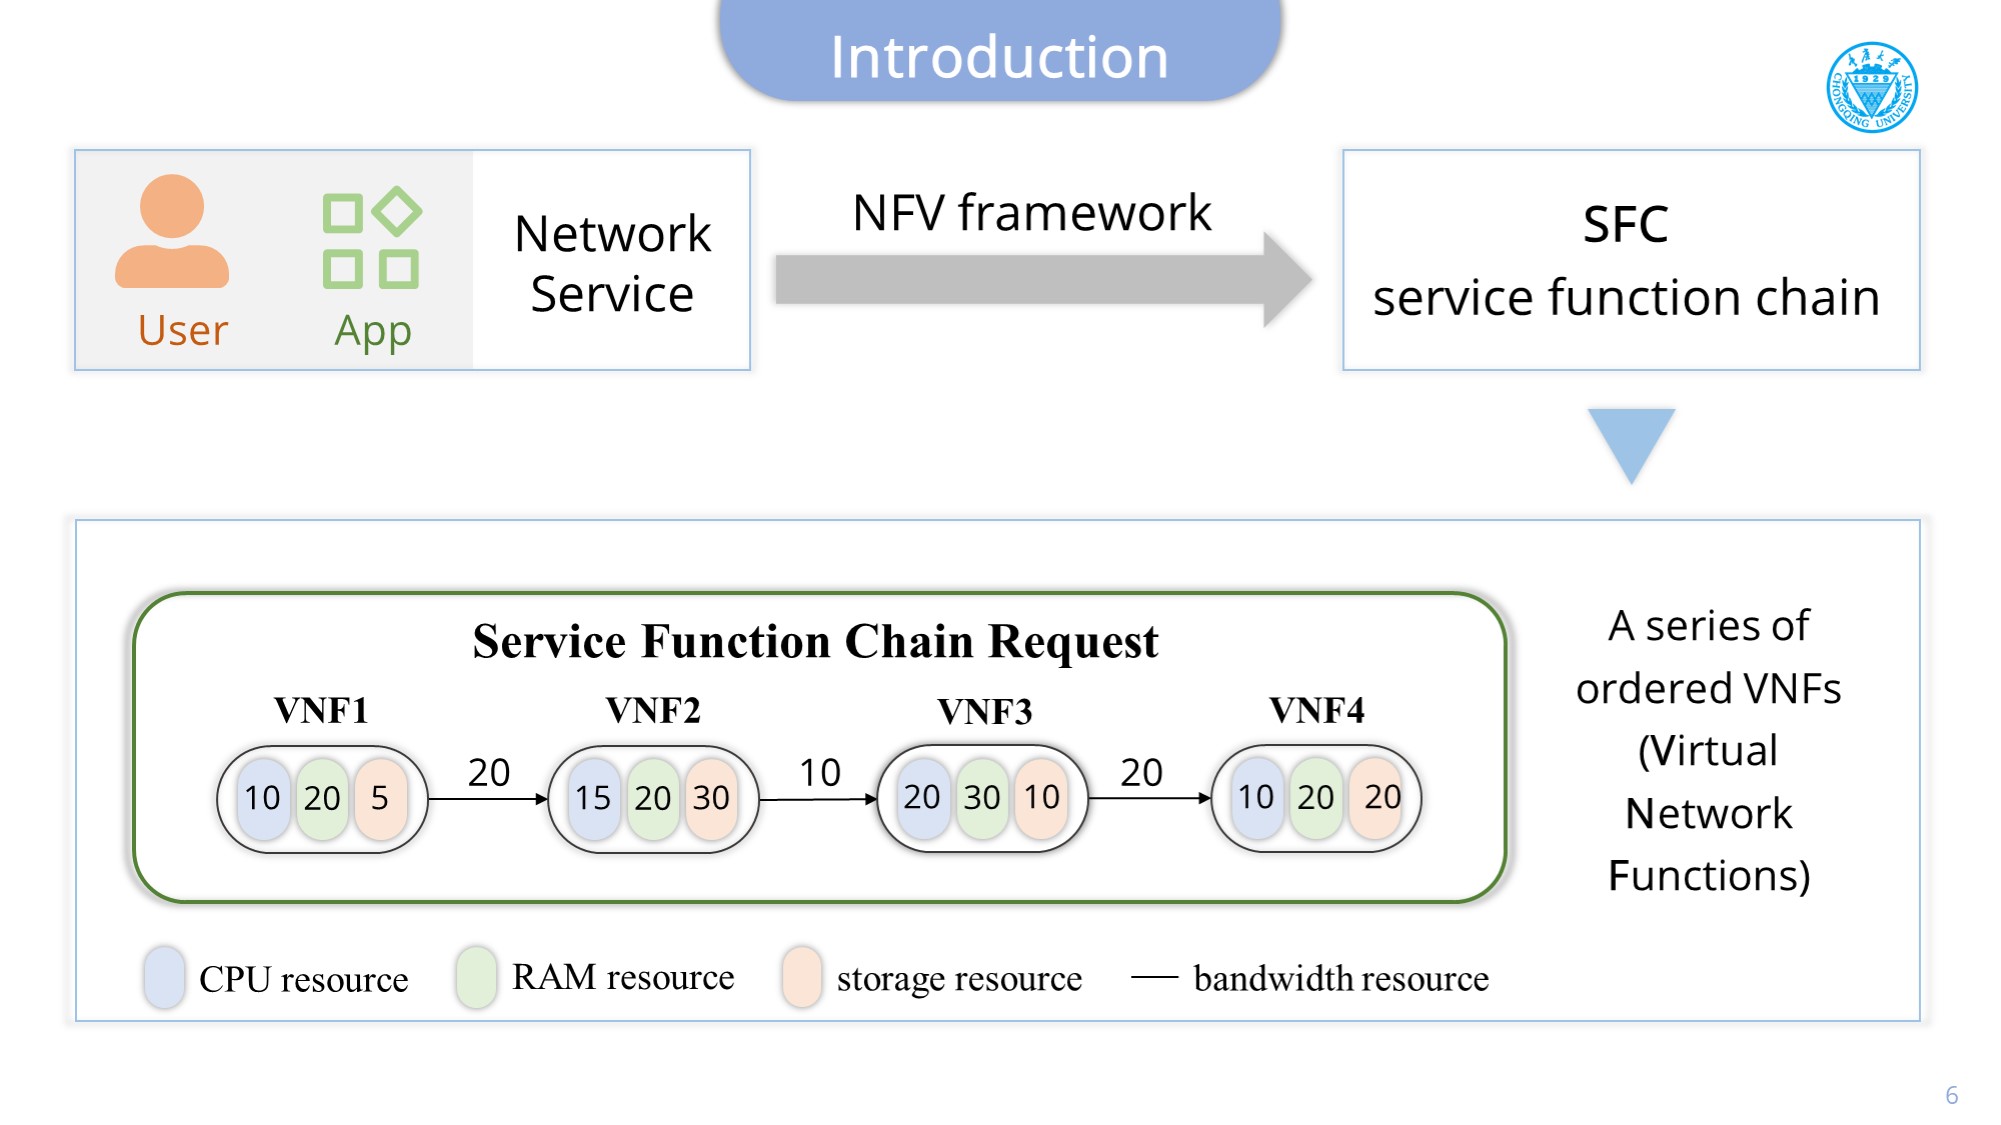 Introduction
1929
CHONGQING UNIVERSITY
User
App
Network
Service
NFV framework
SFC
service function chain
Service Function Chain Request
VNF1
VNF2
VNF3
VNF4
10 20 5
20
15 20 30
10
20 30 10
20
10 20 20
A series of
ordered VNFs
(Virtual
Network
Functions)
CPU resource
RAM resource
storage resource
bandwidth resource
6